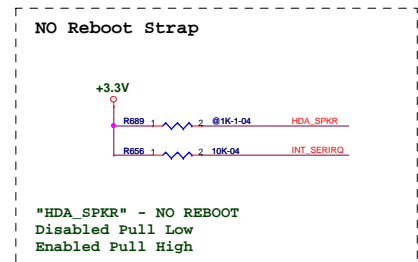 NO Reboot Strap
+3.3V
R689 1 2 @1K-1-04 HDA_SPKR
R656 1 2 10K-04 INT_SERIRQ
"HDA_SPKR" - NO REBOOT
Disabled Pull Low
Enabled Pull High